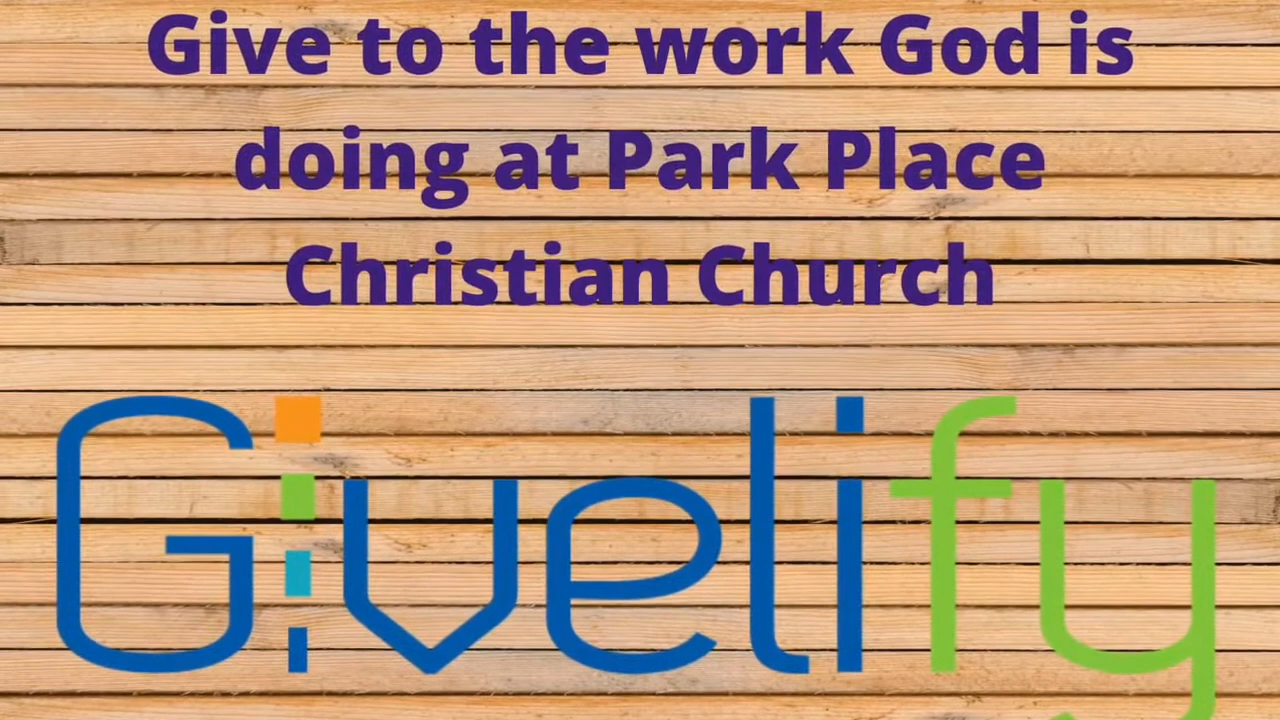 Give to the work God is
doing at Park Place
Christian Church
Givelify